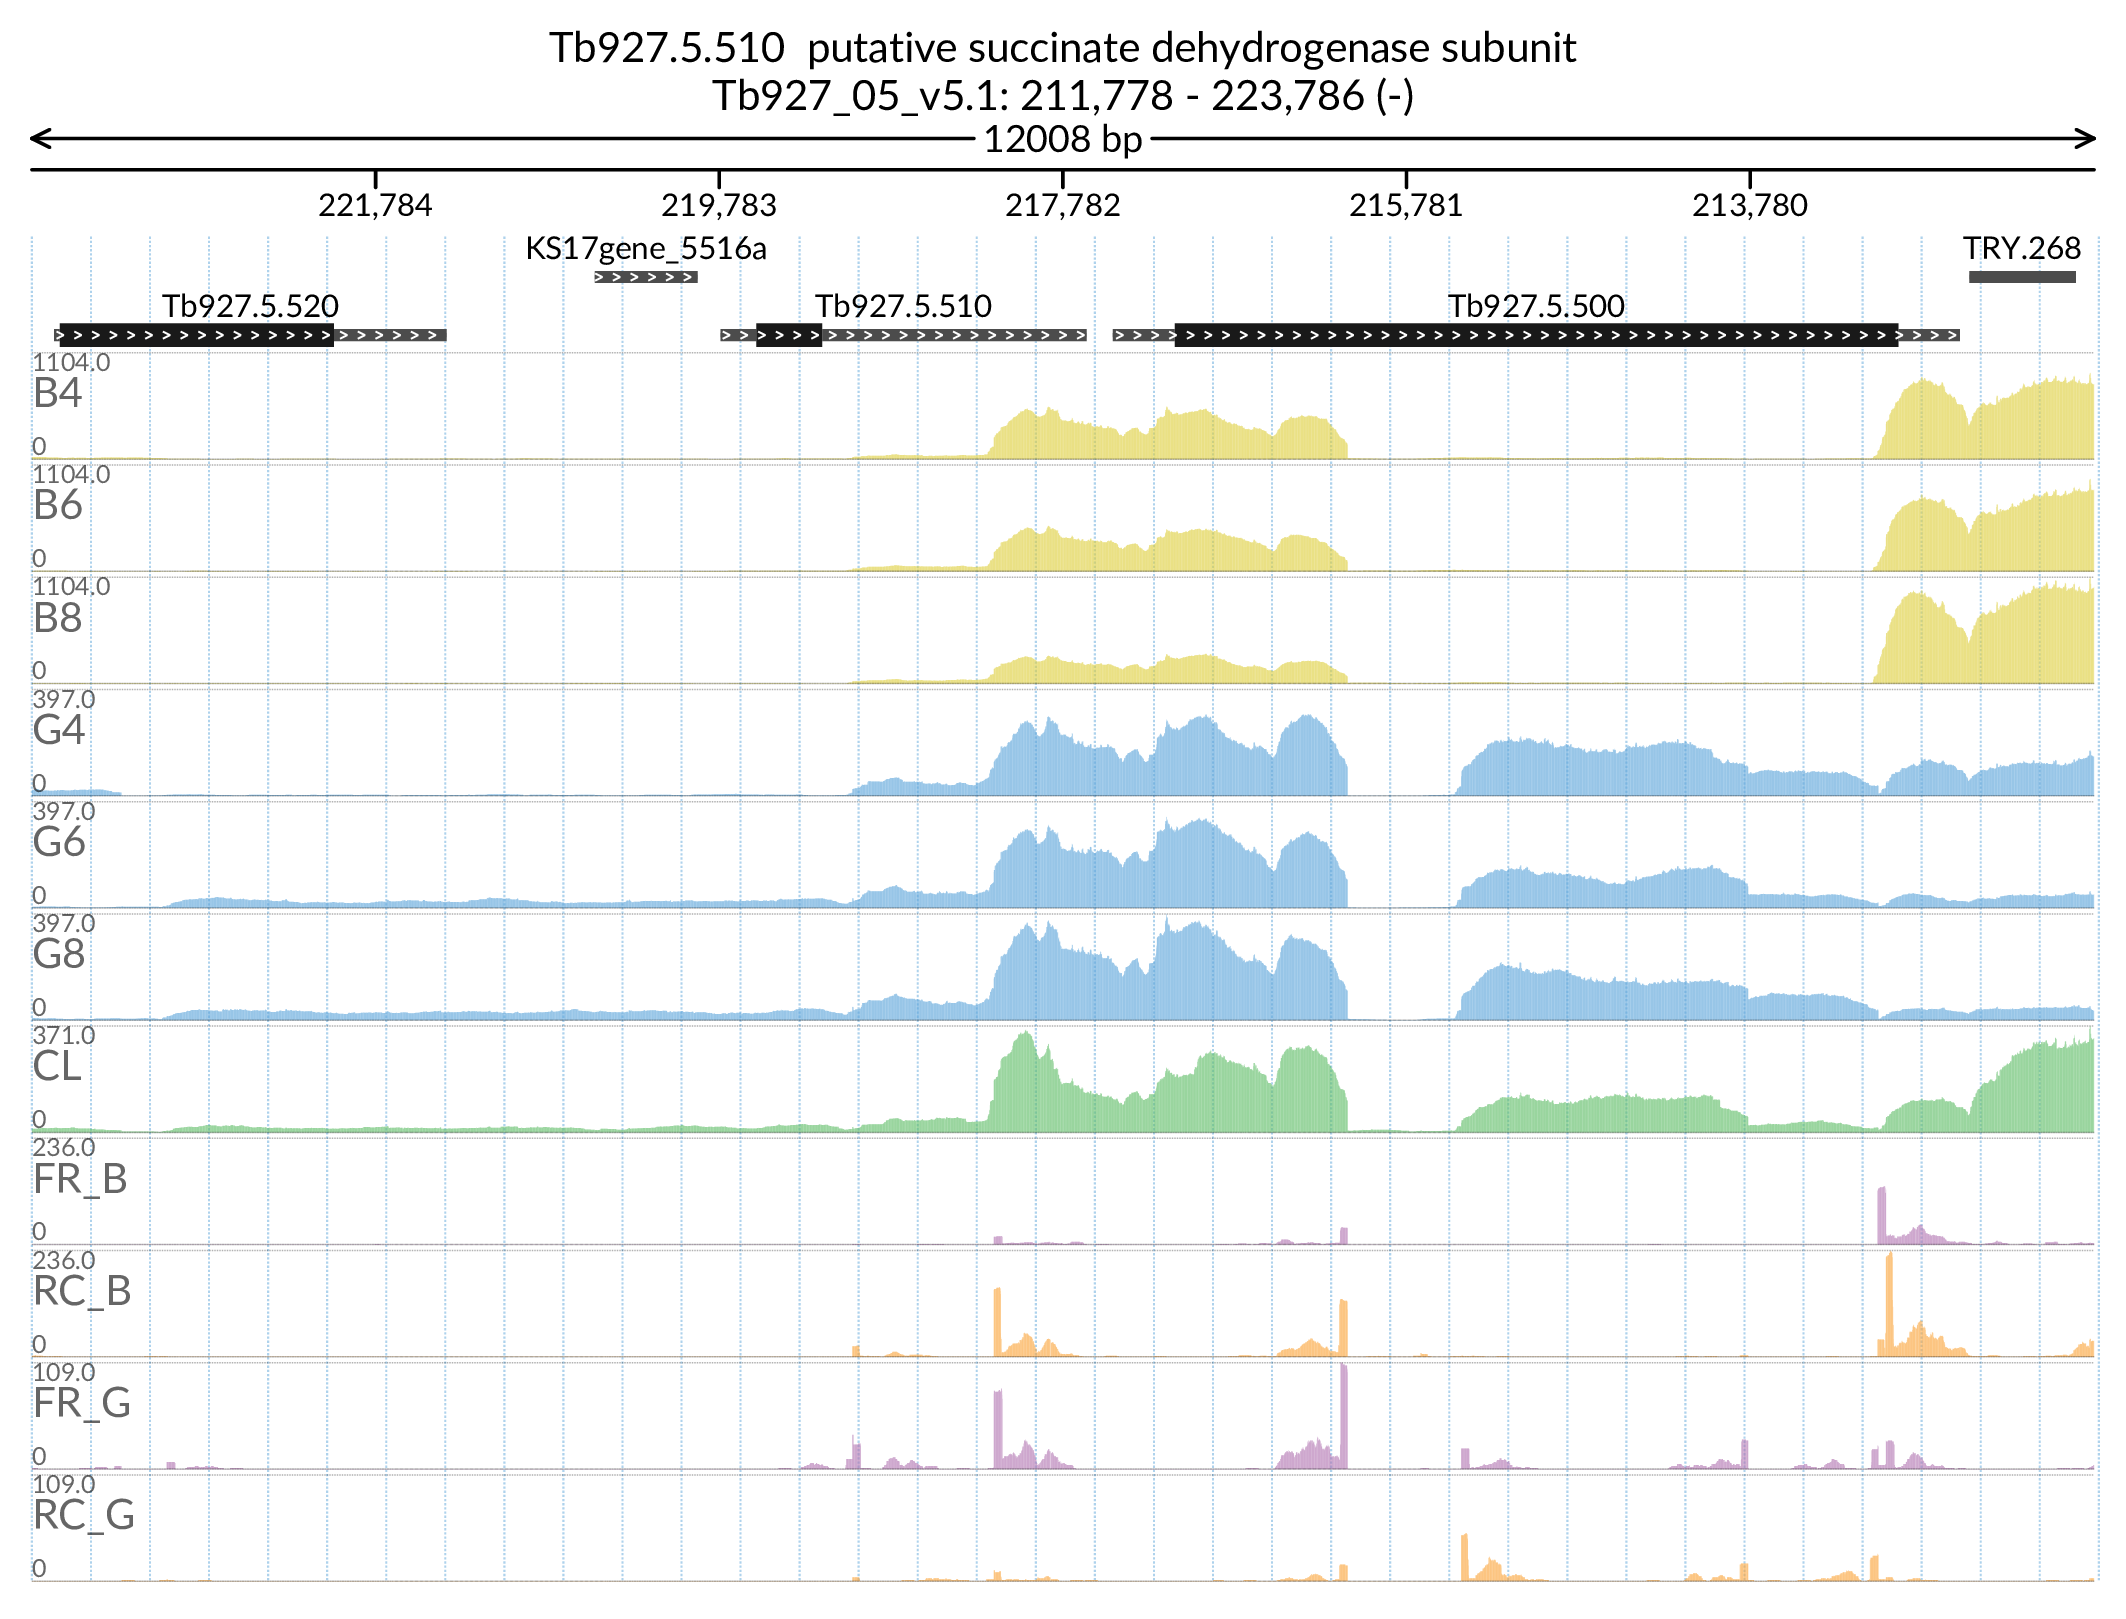 Tb927.5.510  putative succinate dehydrogenase subunit
Tb927_05_v5.1: 211,778 - 223,786 (-)
12008 bp
221,784 219,783 217,782 215,781 213,780
KS17gene_5516a TRY.268
Tb927.5.520 Tb927.5.510 Tb927.5.500
1104.0
B4
0
1104.0
B6
0
1104.0
B8
0
397.0
G4
0
397.0
G6
0
397.0
G8
0
371.0
CL
0
236.0
FR_B
0
236.0
RC_B
0
109.0
FR_G
0
109.0
RC_G
0